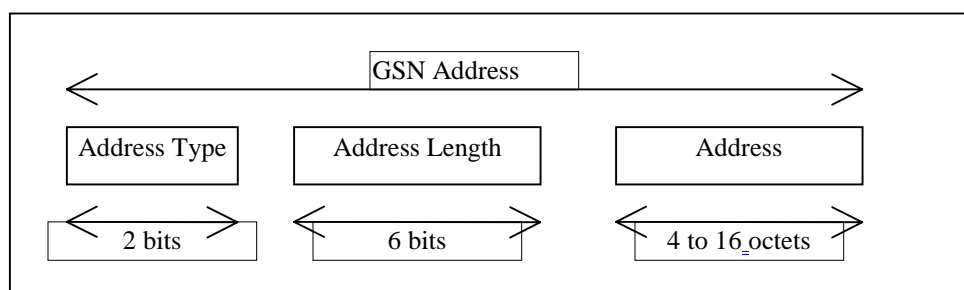 GSN Address
Address Type Address Length Address
2 bits 6 bits 4 to 16 octets